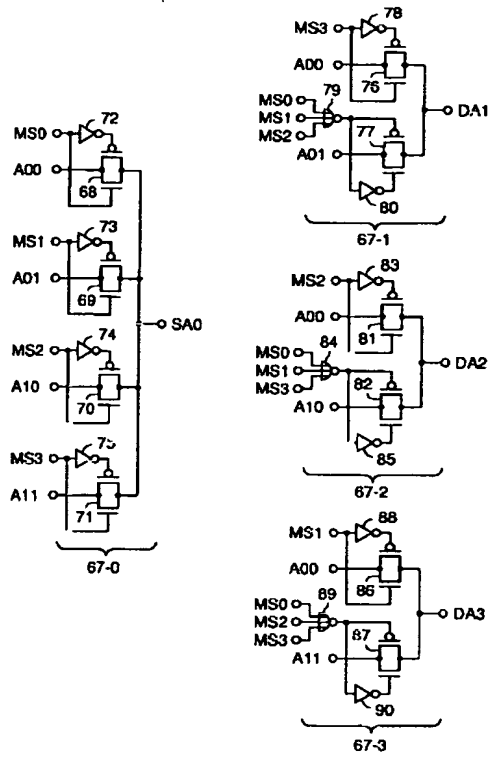 72
MS0
A00
68
73
MS1
A01
69
74
MS2
A10
70
75
MS3
A11
71
SA0
67-0
78
MS3
A00
76
79
MS0
MS1
MS2
77
A01
80
DA1
67-1
83
MS2
A00
81
84
MS0
MS1
MS3
82
A10
85
DA2
67-2
88
MS1
A00
86
89
MS0
MS2
MS3
87
A11
90
DA3
67-3